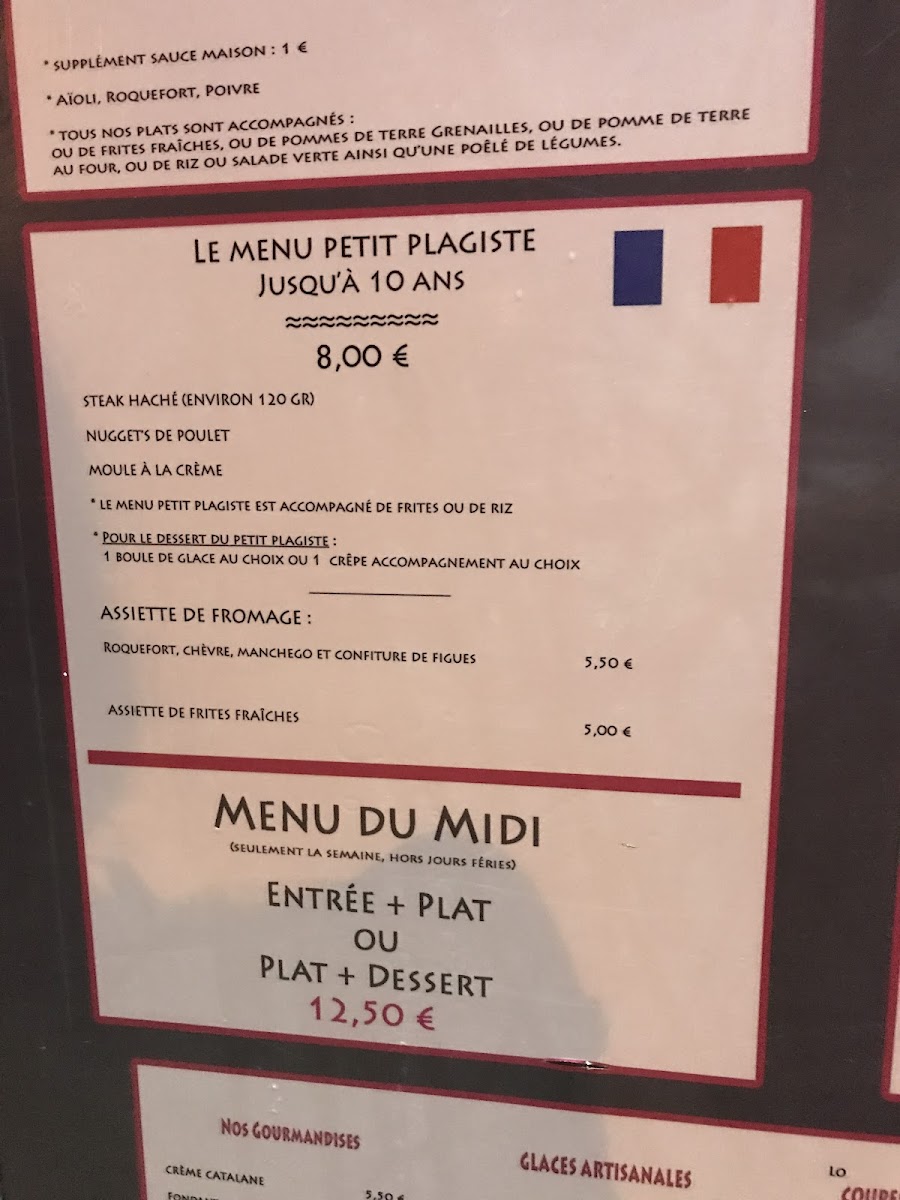 * SUPPLÉMENT SAUCE MAISON : 1 €
* AÏOLI, ROQUEFORT, POIVRE
* TOUS NOS PLATS SONT ACCOMPAGNÉS :
OU DE FRITES FRAÎCHES, OU DE POMMES DE TERRE GRENAILLES, OU DE POMME DE TERRE
AU FOUR, OU DE RIZ OU SALADE VERTE AINSI QU'UNE POÊLÉ DE LÉGUMES.
LE MENU PETIT PLAGISTE
JUSQU'À 10 ANS
≈≈≈≈≈≈≈≈≈
8,00 €
STEAK HACHÉ (ENVIRON 120 GR)
NUGGETS DE POULET
MOULE À LA CRÈME
* LE MENU PETIT PLAGISTE EST ACCOMPAGNÉ DE FRITES OU DE RIZ
* POUR LE DESSERT DU PETIT PLAGISTE :
1 BOULE DE GLACE AU CHOIX OU 1 CRÊPE ACCOMPAGNEMENT AU CHOIX
ASSIETTE DE FROMAGE :
ROQUEFORT, CHÈVRE, MANCHEGO ET CONFITURE DE FIGUES 5,50 €
ASSIETTE DE FRITES FRAÎCHES 5,00 €
MENU DU MIDI
(SEULEMENT LA SEMAINE, HORS JOURS FÉRIES)
ENTRÉE + PLAT
OU
PLAT + DESSERT
12,50 €
NOS GOURMANDISES
CRÈME CATALANE 5,50 €
GLACES ARTISANALES
LO